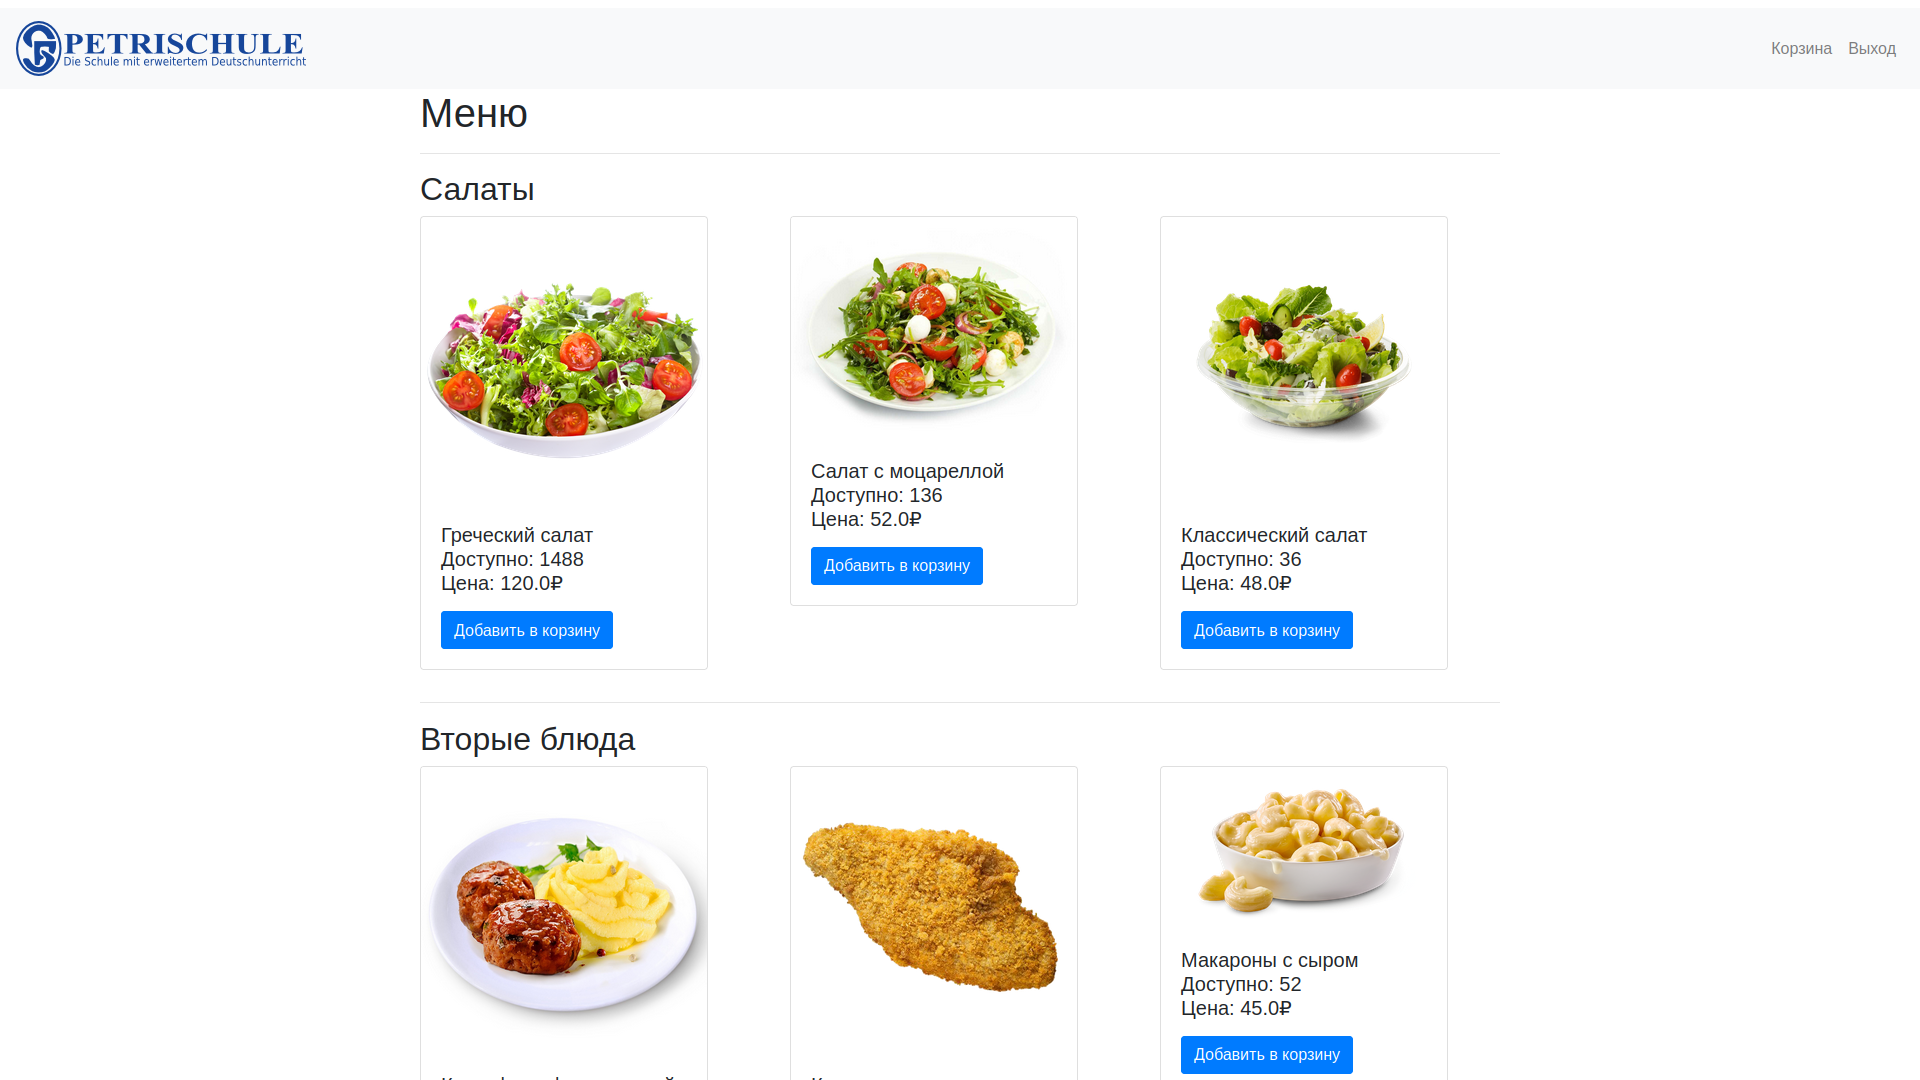 PETRISCHULE
Die Schule mit erweitertem Deutschunterricht
Корзина Выход
Меню
Салаты
Греческий салат
Доступно: 1488
Цена: 120.0₽
Добавить в корзину
Салат с моцареллой
Доступно: 136
Цена: 52.0₽
Добавить в корзину
Классический салат
Доступно: 36
Цена: 48.0₽
Добавить в корзину
Вторые блюда
Макароны с сыром
Доступно: 52
Цена: 45.0₽
Добавить в корзину